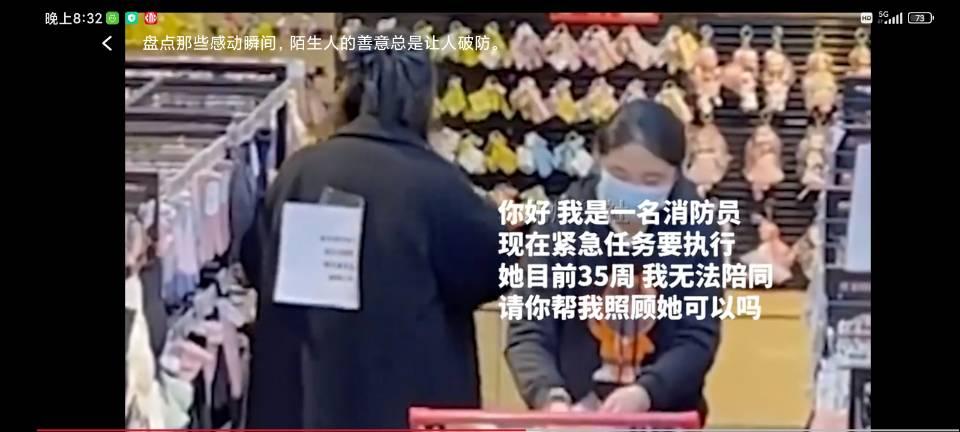 晚上8:32
HD 5G 73
盘点那些感动瞬间，陌生人的善意总是让人破防。
你好 我是一名消防员
现在紧急任务要执行
她目前35周 我无法陪同
请你帮我照顾她可以吗